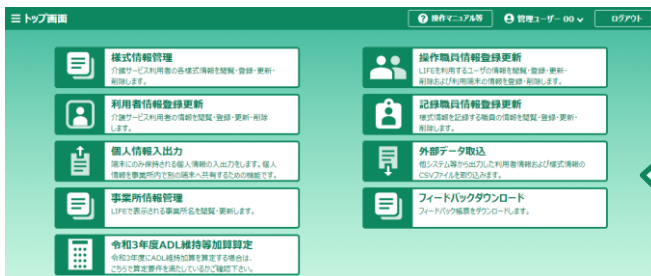 三 トップ画面
? 操作マニュアル等
管理ユーザー 00
ログアウト
様式情報管理
介護サービス利用者の各様式情報を閲覧・登録・更新・
削除します。
操作職員情報登録更新
LIFEを利用するユーザの情報を閲覧・登録・更新・
削除および利用端末の情報を登録・削除します。
利用者情報登録更新
介護サービス利用者の情報を閲覧・登録・更新・削除
します。
記録職員情報登録更新
様式情報を記録する職員の情報を閲覧・登録・更新・
削除します。
個人情報入出力
端末にのみ保持される個人情報の入出力をします。個人
情報を事業所内で別の端末へ共有するための機能です。
外部データ取込
他システム等から出力した利用者情報および様式情報の
CSVファイルを取り込みます。
事業所情報管理
LIFEで表示される事業所名を閲覧・更新します。
フィードバックダウンロード
フィードバック帳票をダウンロードします。
令和3年度ADL維持等加算算定
令和3年度にADL維持加算を算定する場合は、
こちらで算定要件を満たしているかご確認下さい。